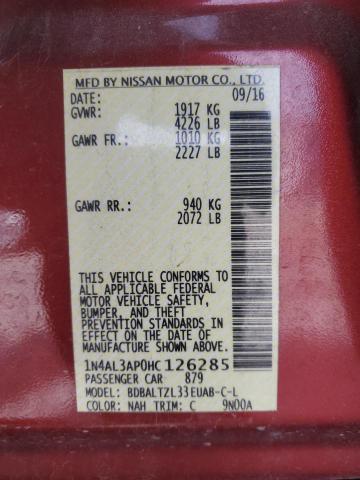 MFD BY NISSAN MOTOR CO., LTD.
DATE: 09/16
GVWR: 1917 KG
4226 LB
GAWR FR.: 1010 KG
2227 LB
GAWR RR.: 940 KG
2072 LB
THIS VEHICLE CONFORMS TO
ALL APPLICABLE FEDERAL
MOTOR VEHICLE SAFETY,
BUMPER, AND THEFT
PREVENTION STANDARDS IN
EFFECT ON THE DATE OF
MANUFACTURE SHOWN ABOVE.
1N4AL3AP0HC126285
PASSENGER CAR 879
MODEL: BDBALTZL33EUAB-C-L
COLOR: NAH TRIM: C 9N00A